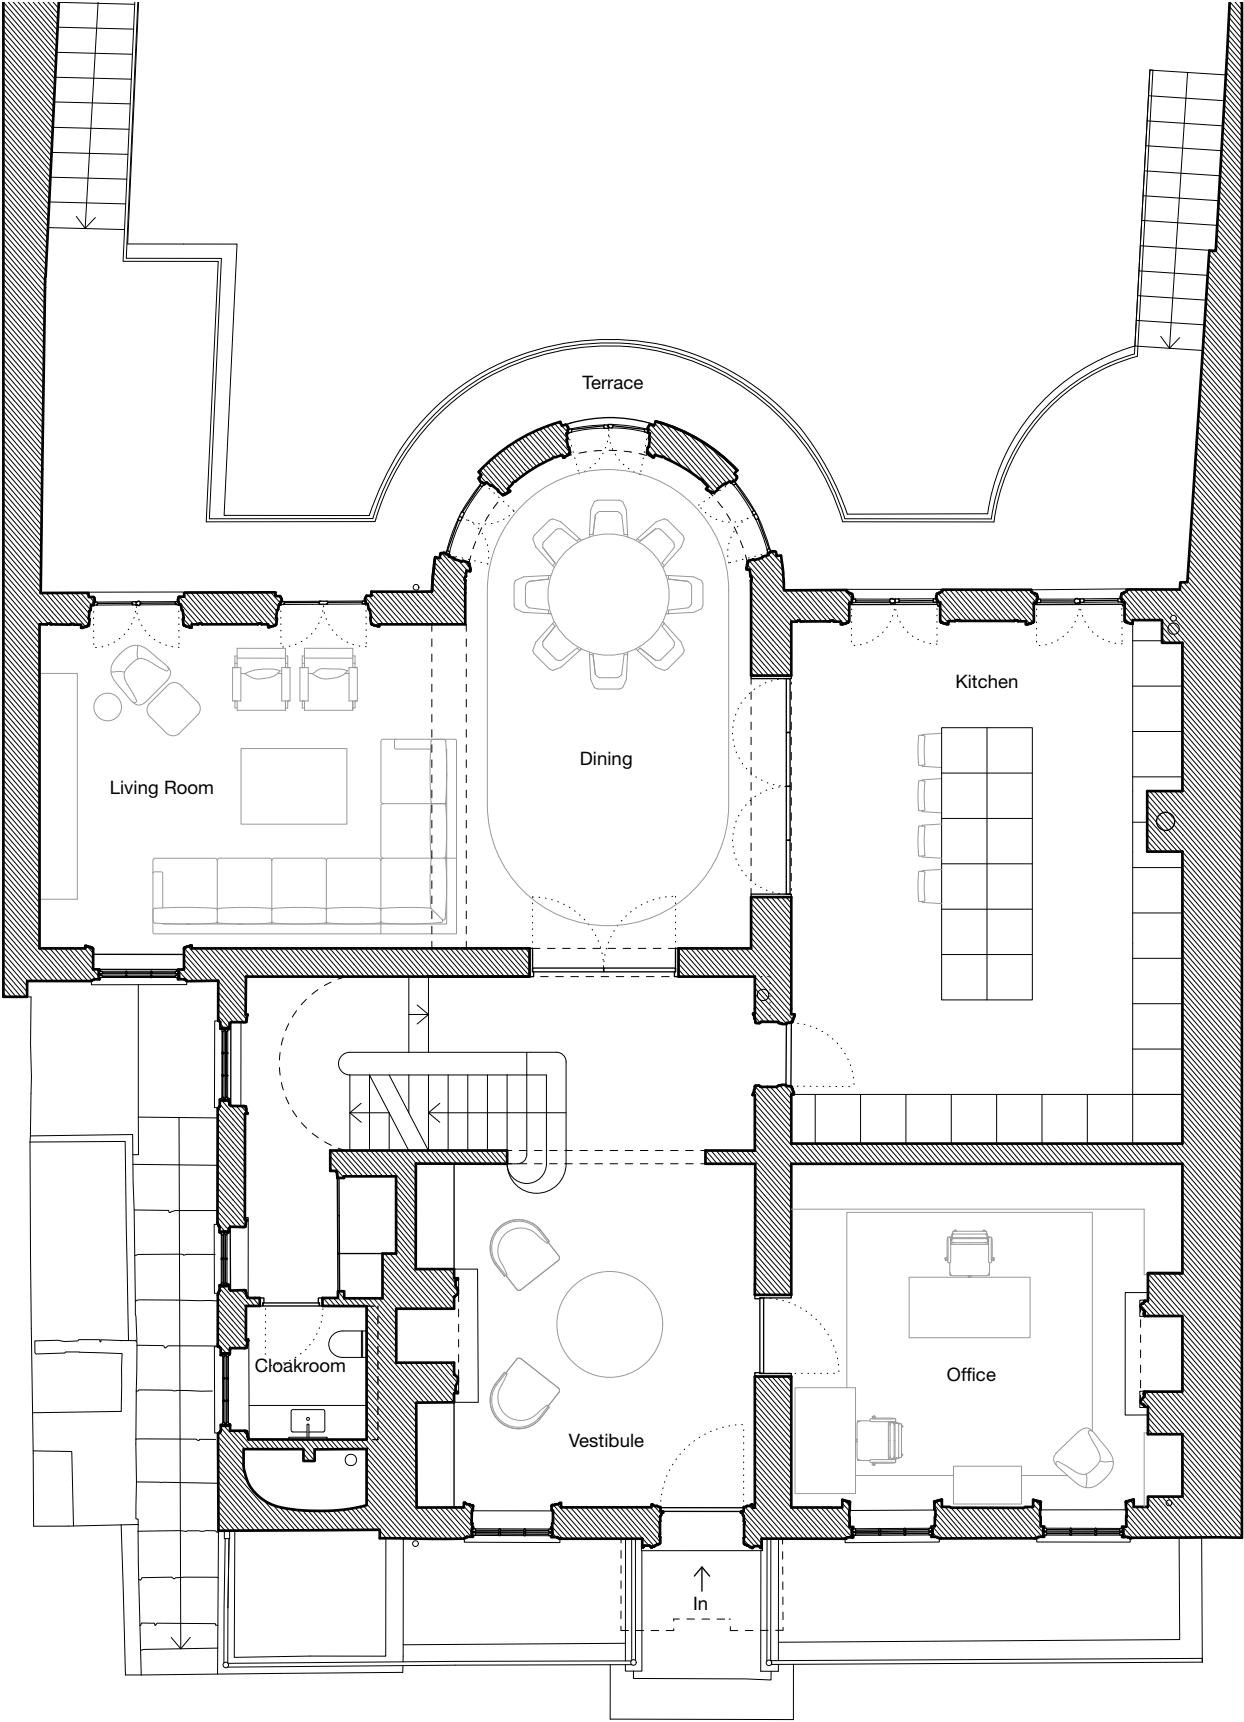 Terrace
Kitchen
Dining
Living Room
Cloakroom
Office
Vestibule
In